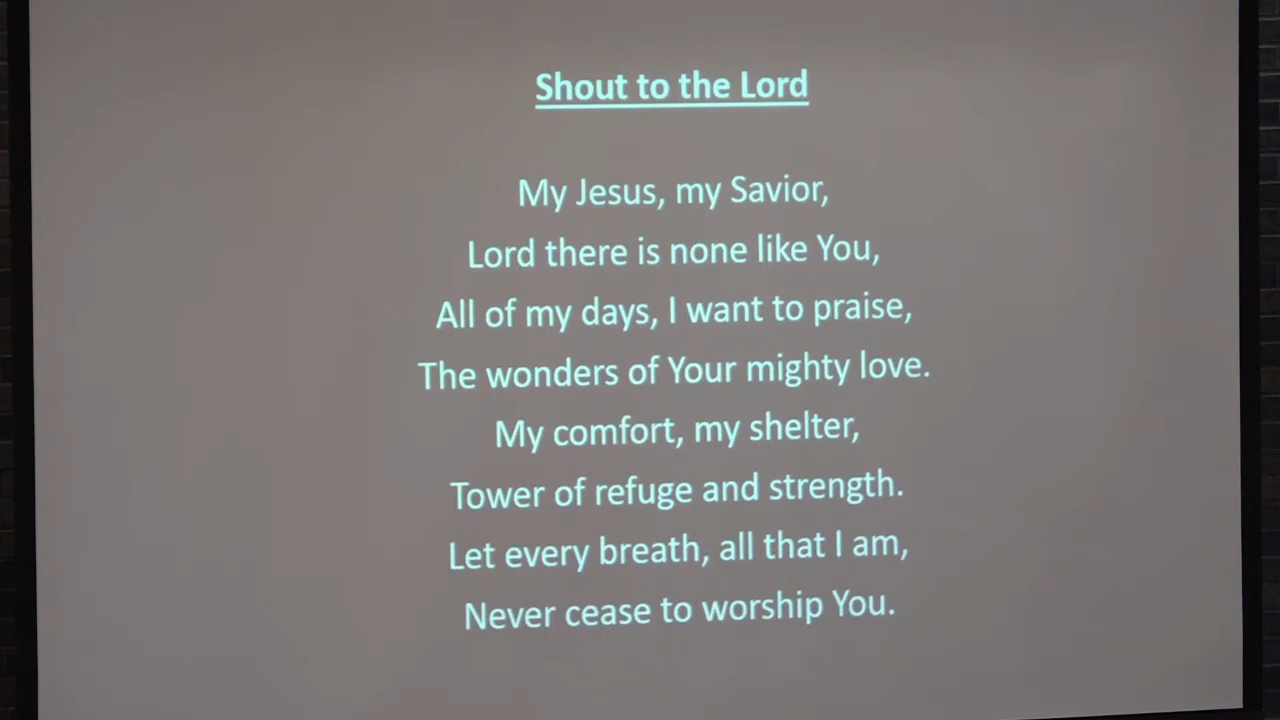 Shout to the Lord
My Jesus, my Savior,
Lord there is none like You,
All of my days, I want to praise,
The wonders of Your mighty love.
My comfort, my shelter,
Tower of refuge and strength.
Let every breath, all that I am,
Never cease to worship You.